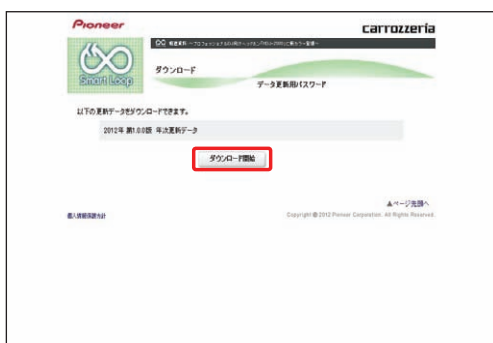 Pioneer
carrozzeria
Smart Loop
ダウンロード
データ更新用パスワード
以下の更新データをダウンロードできます。
2012年 第1.0.0版 年次更新データ
ダウンロード開始
▲ページ先頭へ
個人情報保護方針
Copyright © 2012 Pioneer Corporation. All Rights Reserved.